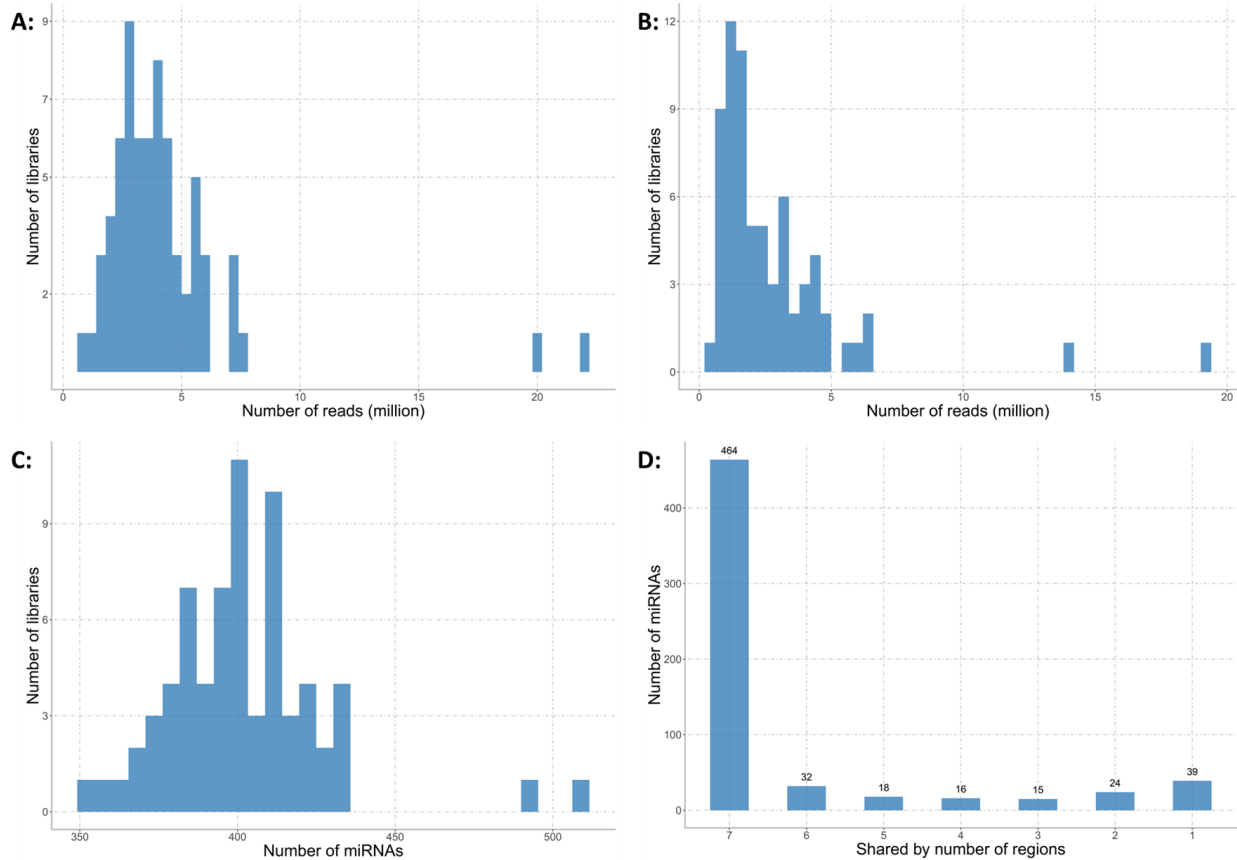 A:
9
7
5
2
Number of libraries
0 5 10 15 20
Number of reads (million)
B:
12
9
6
3
0
Number of libraries
0 5 10 15 20
Number of reads (million)
C:
9
6
3
0
Number of libraries
350 400 450 500
Number of miRNAs
D:
464
400
300
200
100
0
Number of miRNAs
32
18
16
15
24
39
7 6 5 4 3 2 1
Shared by number of regions